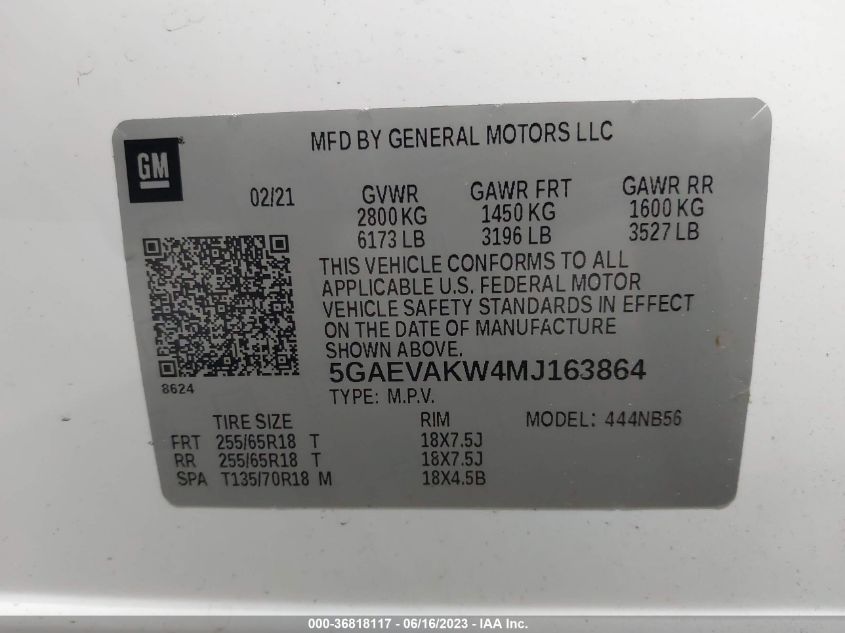 GM
MFD BY GENERAL MOTORS LLC
02/21
GVWR
2800 KG
6173 LB
GAWR FRT
1450 KG
3196 LB
GAWR RR
1600 KG
3527 LB
THIS VEHICLE CONFORMS TO ALL
APPLICABLE U.S. FEDERAL MOTOR
VEHICLE SAFETY STANDARDS IN EFFECT
ON THE DATE OF MANUFACTURE
SHOWN ABOVE.
8624
5GAEVAKW4MJ163864
TYPE: M.P.V.
TIRE SIZE RIM MODEL: 444NB56
FRT 255/65R18 T 18X7.5J
RR 255/65R18 T 18X7.5J
SPA T135/70R18 M 18X4.5B
000-36818117 - 06/16/2023 - IAAI.COM